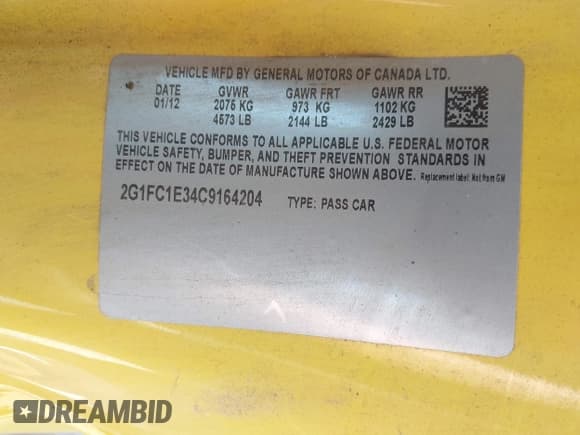 VEHICLE MFD BY GENERAL MOTORS OF CANADA LTD.
DATE GVWR GAWR FRT GAWR RR
01/12 2075 KG 973 KG 1102 KG
4573 LB 2144 LB 2429 LB
THIS VEHICLE CONFORMS TO ALL APPLICABLE U.S. FEDERAL MOTOR
VEHICLE SAFETY, BUMPER, AND THEFT PREVENTION STANDARDS IN
EFFECT ON THE DATE OF MANUFACTURE SHOWN ABOVE. Replacement label: Not from GM
2G1FC1E34C9164204 TYPE: PASS CAR
DREAMBID